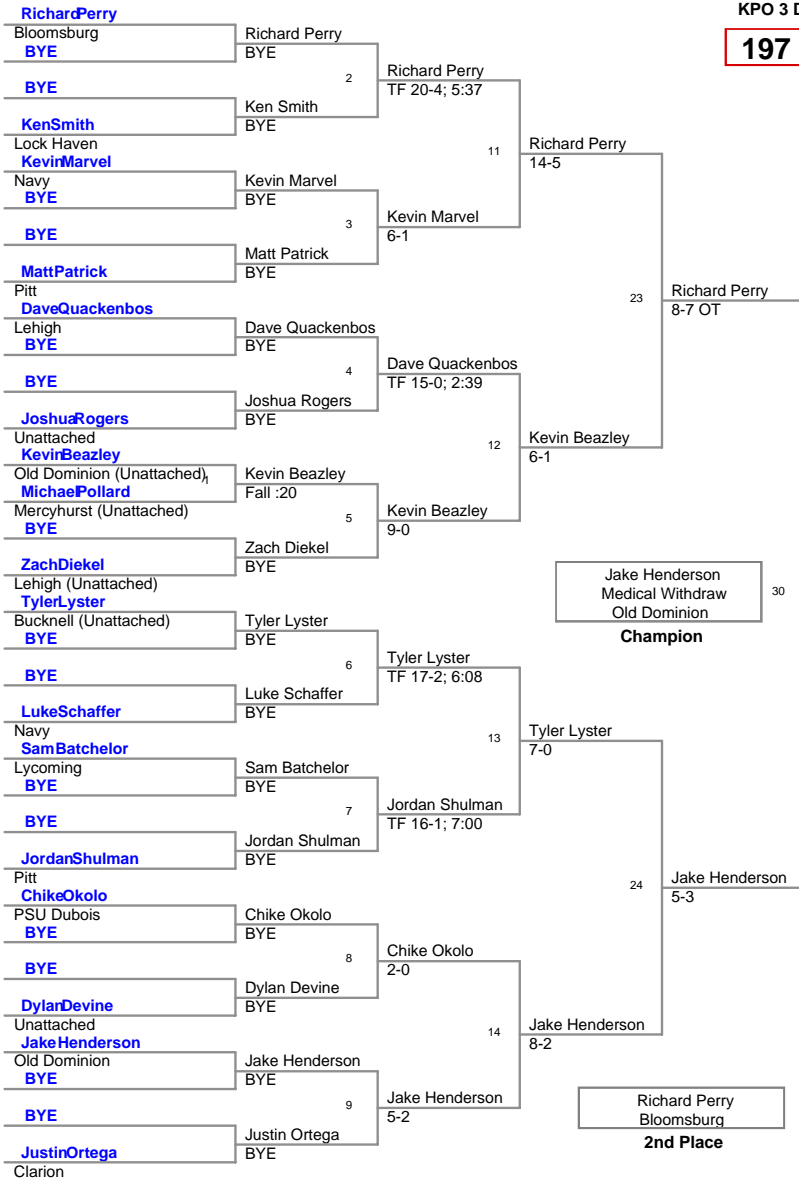 KPO 3 D
197
RichardPerry
Bloomsburg
BYE
BYE
KenSmith
Lock Haven
KevinMarvel
Navy
BYE
BYE
MattPatrick
Pitt
DaveQuackenbos
Lehigh
BYE
BYE
JoshuaRogers
Unattached
KevinBeazley
Old Dominion (Unattached)
1
MichaelPollard
Mercyhurst (Unattached)
BYE
ZachDiekel
Lehigh (Unattached)
TylerLyster
Bucknell (Unattached)
BYE
BYE
LukeSchaffer
Navy
SamBatchelor
Lycoming
BYE
BYE
JordanShulman
Pitt
ChikeOkolo
PSU Dubois
BYE
BYE
DylanDevine
Unattached
JakeHenderson
Old Dominion
BYE
BYE
JustinOrtega
Clarion
Richard Perry
BYE
2
Ken Smith
BYE
Kevin Marvel
BYE
3
Matt Patrick
BYE
Dave Quackenbos
BYE
4
Joshua Rogers
BYE
Kevin Beazley
Fall :20
5
Zach Diekel
BYE
Tyler Lyster
BYE
6
Luke Schaffer
BYE
Sam Batchelor
BYE
7
Jordan Shulman
BYE
Chike Okolo
BYE
8
Dylan Devine
BYE
Jake Henderson
BYE
9
Justin Ortega
BYE
Richard Perry
TF 20-4; 5:37
11
Kevin Marvel
6-1
Dave Quackenbos
TF 15-0; 2:39
12
Kevin Beazley
9-0
Tyler Lyster
TF 17-2; 6:08
13
Jordan Shulman
TF 16-1; 7:00
Chike Okolo
2-0
14
Jake Henderson
5-2
Richard Perry
14-5
23
Kevin Beazley
6-1
Tyler Lyster
7-0
24
Jake Henderson
8-2
Richard Perry
8-7 OT
Jake Henderson
5-3
Jake Henderson
Medical Withdraw
Old Dominion
30
Champion
Richard Perry
Bloomsburg
2nd Place